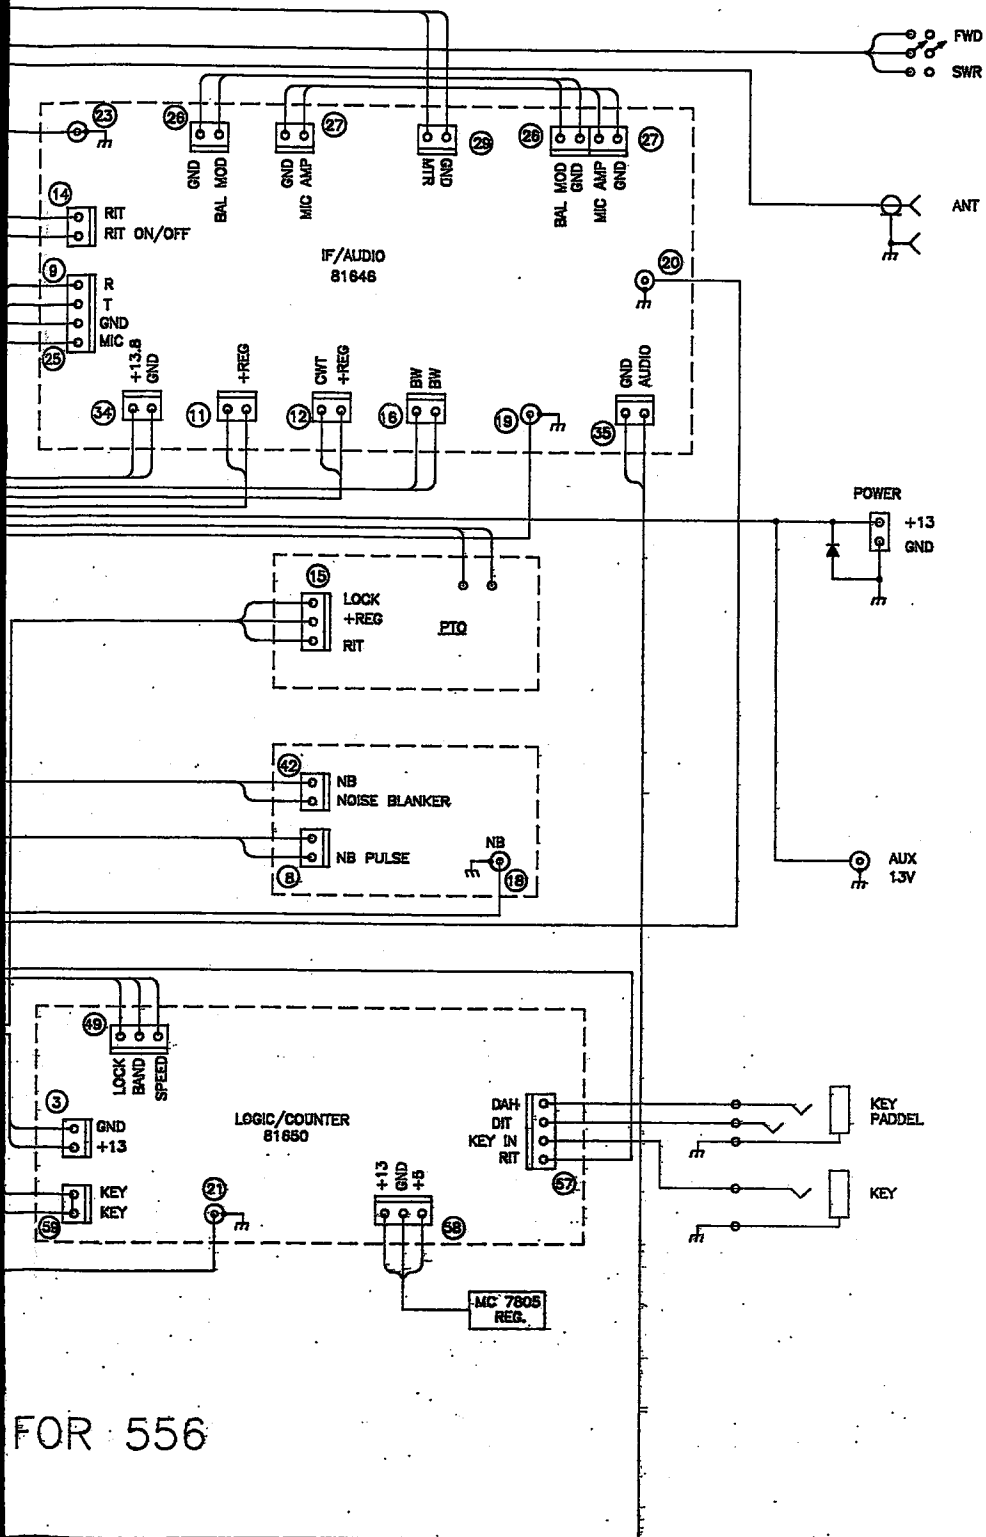 FWD
SWR
23
26
27
29
26
27
GND
BAL MOD
GND
MIC AMP
MTR
GND
BAL MOD
GND
MIC AMP
GND
ANT
14
RIT
RIT ON/OFF
IF/AUDIO
81646
20
9
R
T
GND
MIC
25
+13.8
GND
+REG
CWT
+REG
BW
BW
GND
AUDIO
34
11
12
16
19
35
POWER
+13
GND
15
LOCK
+REG
RIT
PTO
42
NB
NOISE BLANKER
NB PULSE
8
NB
18
AUX
13V
49
LOCK
BAND
SPEED
3
GND
+13
LOGIC/COUNTER
81650
DAH
DIT
KEY IN
RIT
57
KEY
PADDEL
KEY
KEY
59
21
+13
GND
+5
58
KEY
MC 7805
REG.
FOR 556